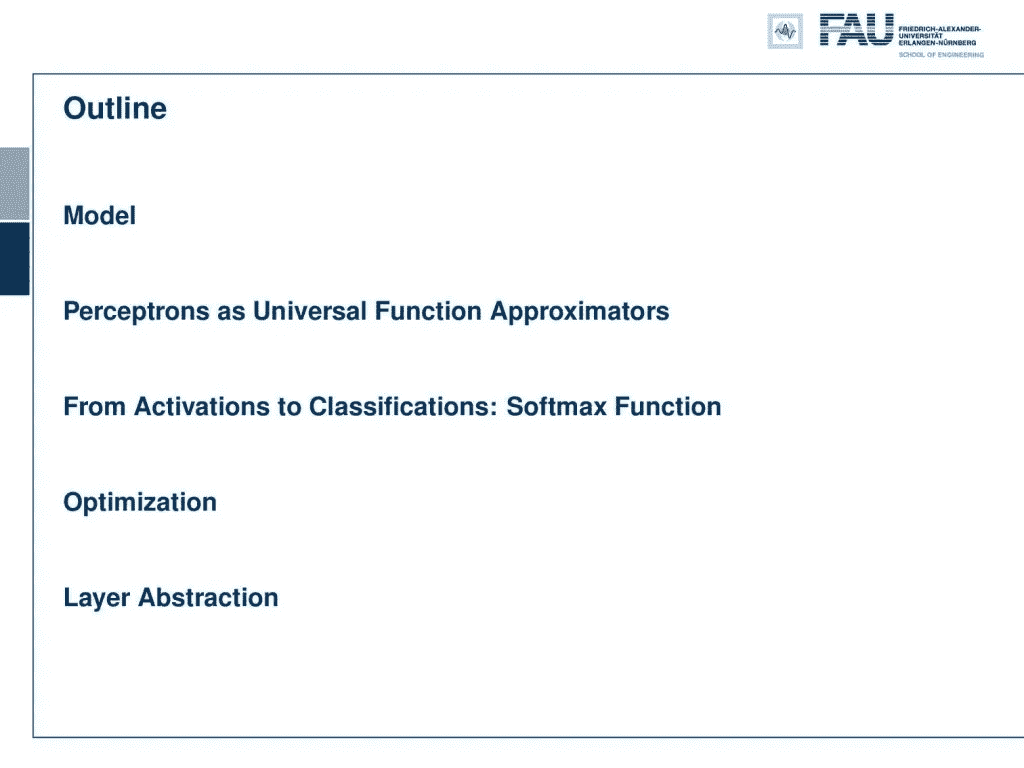 FAU
FRIEDRICH-ALEXANDER-
UNIVERSITÄT
ERLANGEN-NÜRNBERG
SCHOOL OF ENGINEERING
Outline
Model
Perceptrons as Universal Function Approximators
From Activations to Classifications: Softmax Function
Optimization
Layer Abstraction